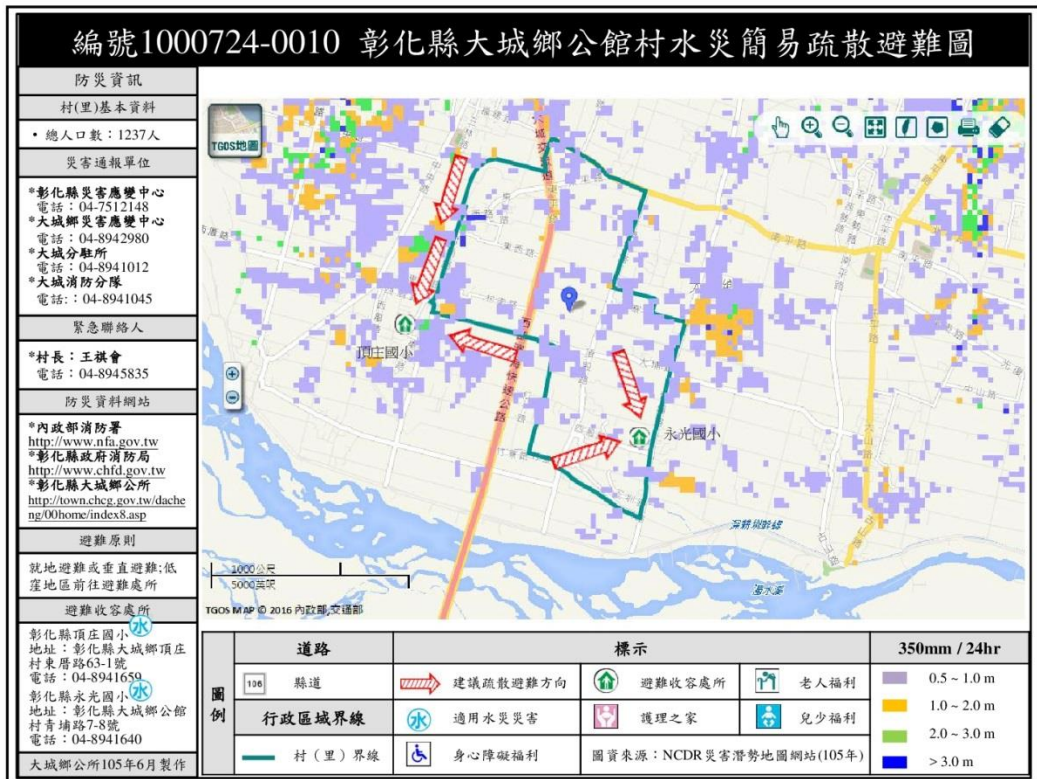 編號1000724-0010 彰化縣大城鄉公館村水災簡易疏散避難圖
防災資訊
村(里)基本資料
• 總人口數：1237人
災害通報單位
*彰化縣災害應變中心
電話：04-7512148
*大城鄉災害應變中心
電話：04-8942980
*大城分駐所
電話：04-8941012
*大城消防分隊
電話:：04-8941045
緊急聯絡人
*村長：王祺會
電話：04-8945835
防災資料網站
*內政部消防署
http://www.nfa.gov.tw
*彰化縣政府消防局
http://www.chfd.gov.tw
*彰化縣大城鄉公所
http://town.chcg.gov.tw/dache
ng/00home/index8.asp
避難原則
就地避難或垂直避難;低
窪地區前往避難處所
避難收容處所
彰化縣頂庄國小 水
地址：彰化縣大城鄉頂庄
村東厝路63-1號
電話：04-8941659
彰化縣永光國小 水
地址：彰化縣大城鄉公館
村青埔路7-8號
電話：04-8941640
大城鄉公所105年6月製作
TGOS地圖
頂庄國小
永光國小
1000公尺
5000英呎
TGOS MAP © 2016 內政部,交通部
圖例
道路
106 縣道
行政區域界線
村（里）界線
標示
建議疏散避難方向
避難收容處所
老人福利
水 適用水災災害
護理之家
兒少福利
身心障礙福利
圖資來源：NCDR災害潛勢地圖網站(105年)
350mm / 24hr
0.5 ~ 1.0 m
1.0 ~ 2.0 m
2.0 ~ 3.0 m
> 3.0 m